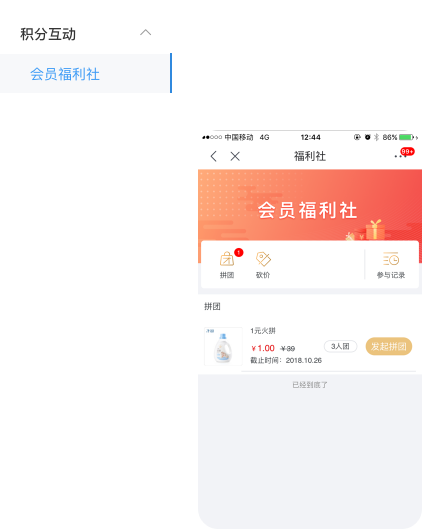 积分互动
会员福利社
中国移动 4G 12:44 86%
福利社 99+
会员福利社
1
拼团 砍价 参与记录
拼团
1元火拼
￥1.00 ￥39 3人团 发起拼团
截止时间：2018.10.26
已经到底了